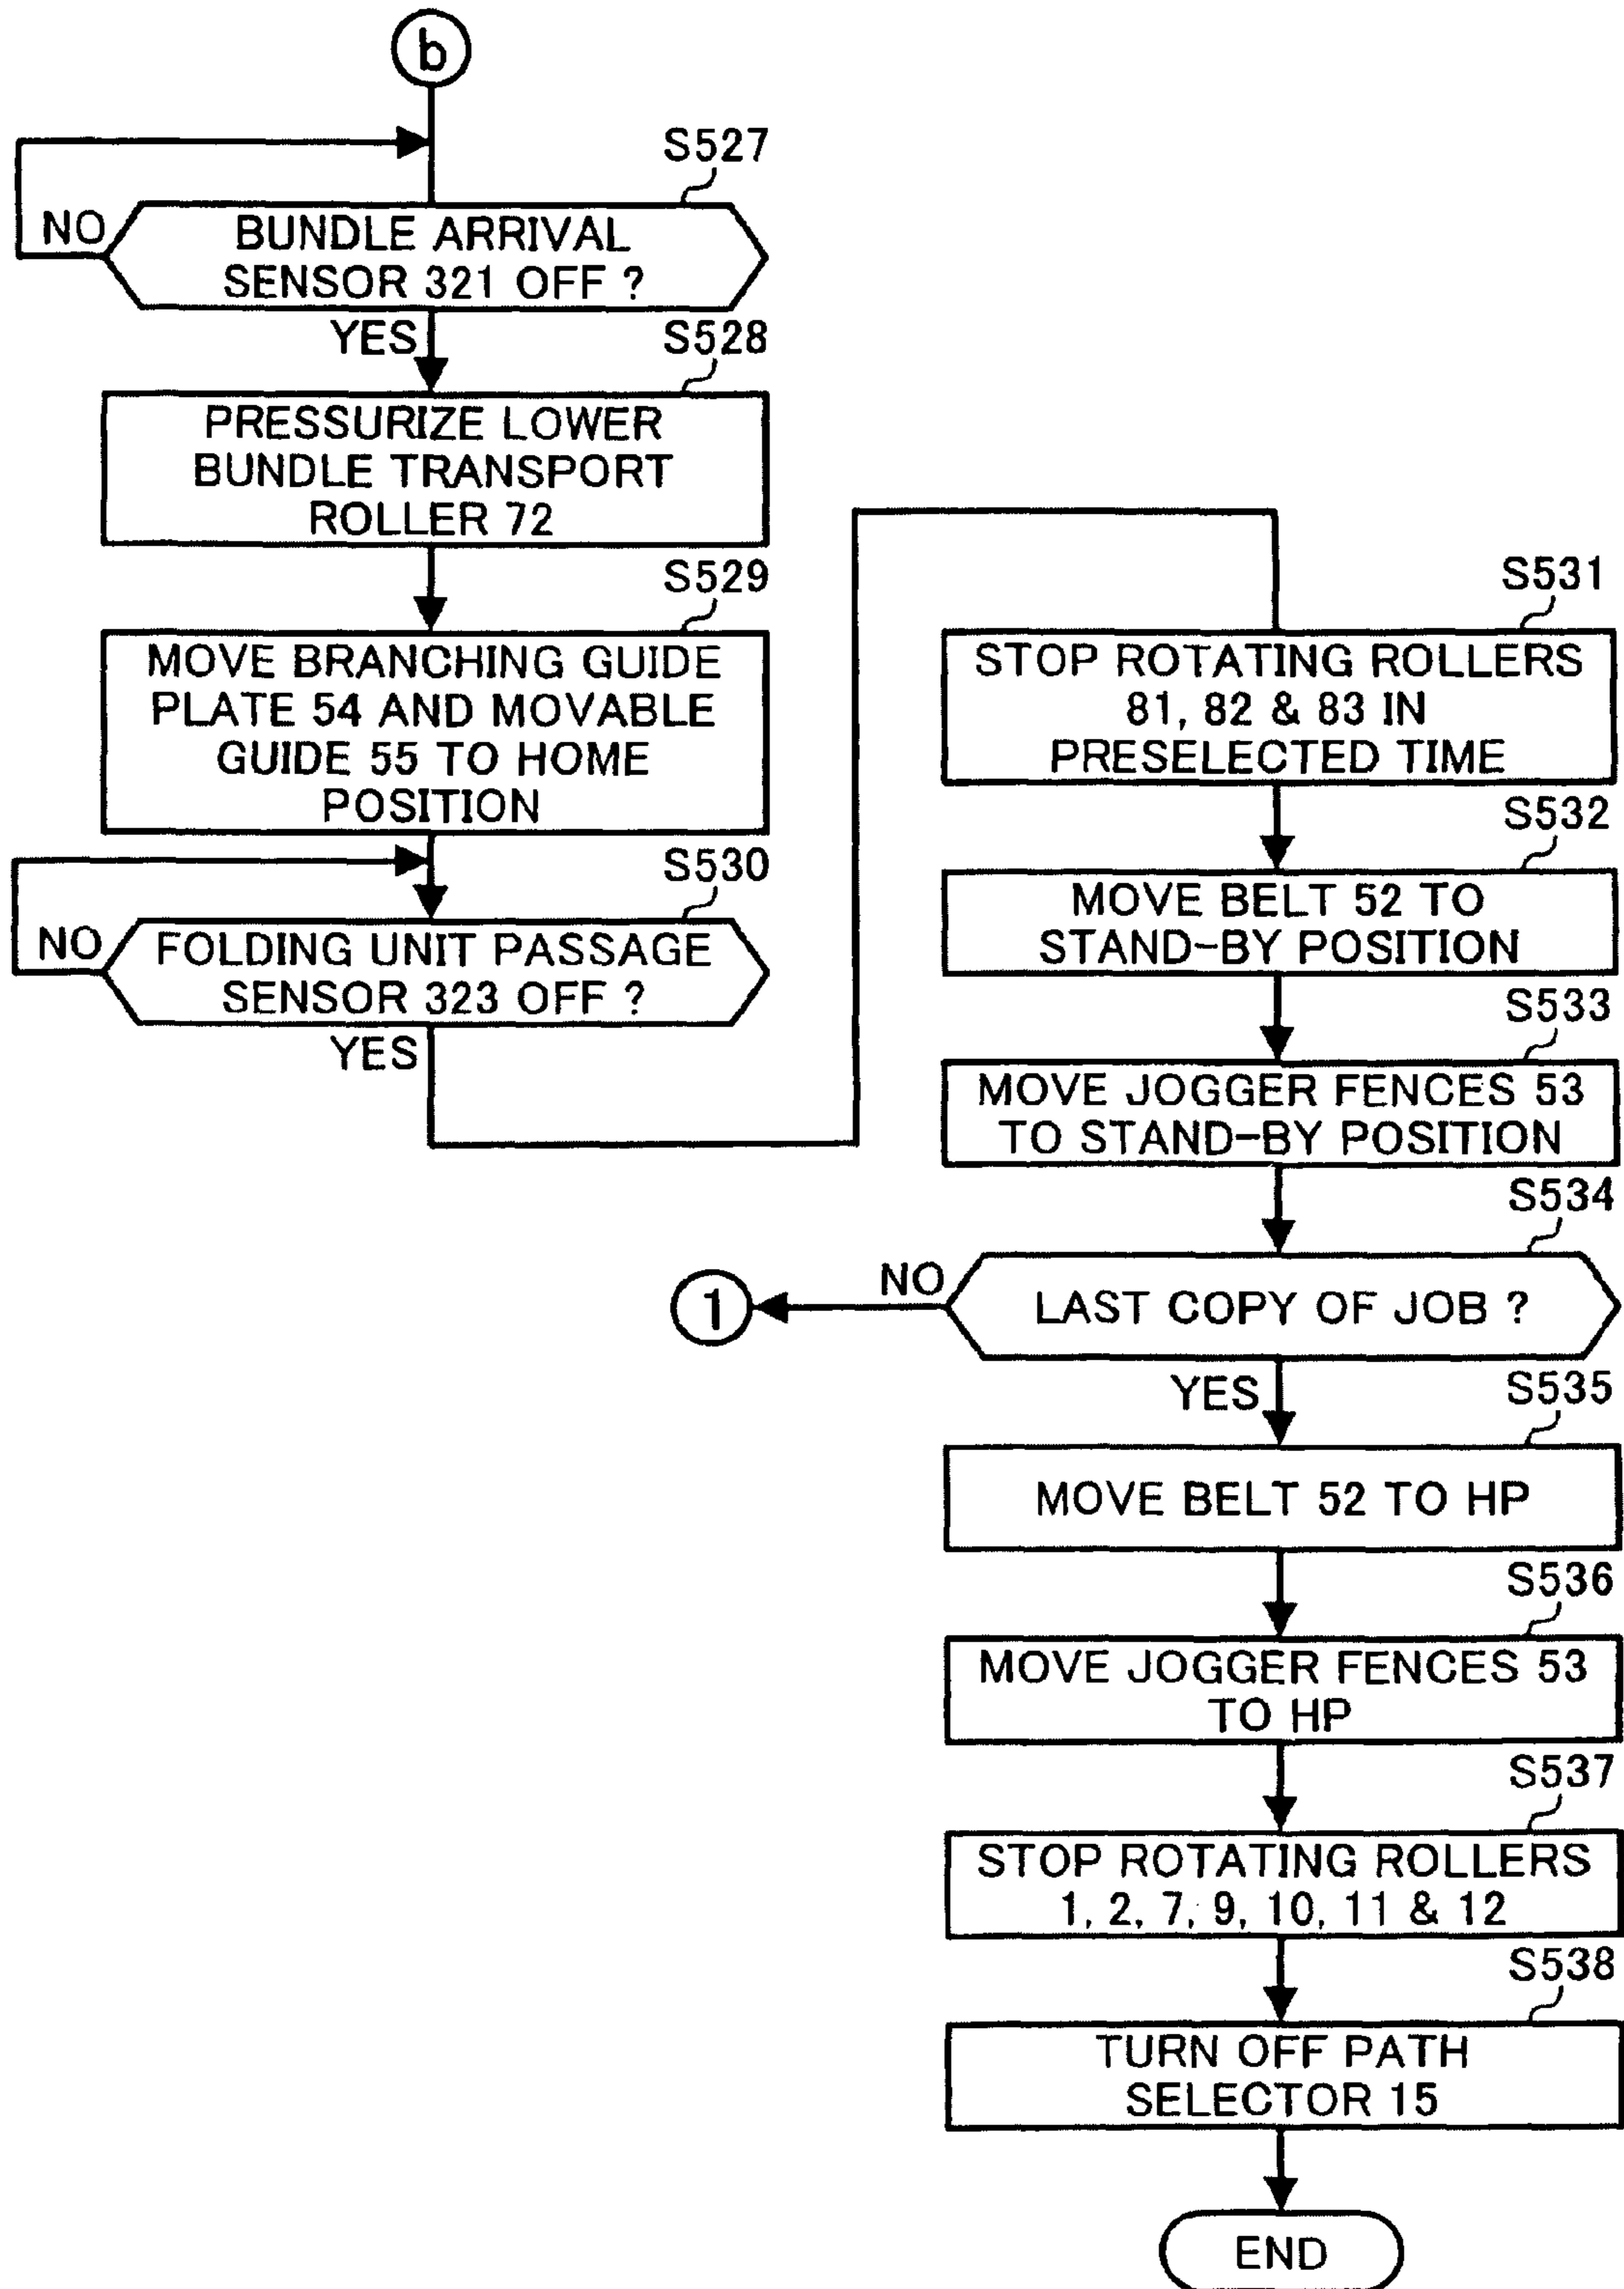 b
S527
NO
BUNDLE ARRIVAL
SENSOR 321 OFF ?
YES
S528
PRESSURIZE LOWER
BUNDLE TRANSPORT
ROLLER 72
S529
MOVE BRANCHING GUIDE
PLATE 54 AND MOVABLE
GUIDE 55 TO HOME
POSITION
S530
NO
FOLDING UNIT PASSAGE
SENSOR 323 OFF ?
YES
S531
STOP ROTATING ROLLERS
81, 82 & 83 IN
PRESELECTED TIME
S532
MOVE BELT 52 TO
STAND-BY POSITION
S533
MOVE JOGGER FENCES 53
TO STAND-BY POSITION
S534
NO
1
LAST COPY OF JOB ?
YES
S535
MOVE BELT 52 TO HP
S536
MOVE JOGGER FENCES 53
TO HP
S537
STOP ROTATING ROLLERS
1, 2, 7, 9, 10, 11 & 12
S538
TURN OFF PATH
SELECTOR 15
END